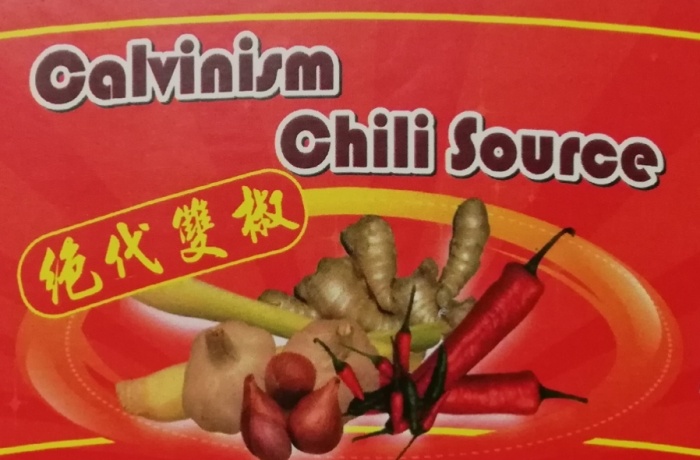 Calvinism
Chili Source
绝代雙椒